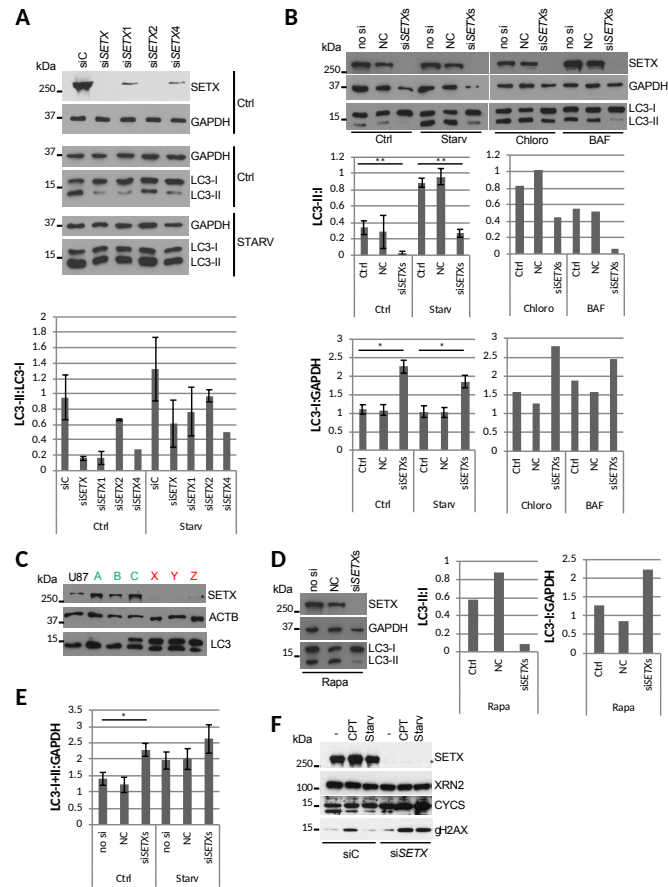 A
siC
siSETX
siSETX1
siSETX2
siSETX4
kDa
250
SETX
37
GAPDH
Ctrl
37
GAPDH
15
LC3-I
LC3-II
Ctrl
37
GAPDH
15
LC3-I
LC3-II
STARV
LC3-II:LC3-I
2
1.8
1.6
1.4
1.2
1
0.8
0.6
0.4
0.2
0
siC
siSETX
siSETX1
siSETX2
siSETX4
siC
siSETX
siSETX1
siSETX2
siSETX4
Ctrl
Starv
B
no si
NC
siSETXs
no si
NC
siSETXs
no si
NC
siSETXs
no si
NC
siSETXs
kDa
250
SETX
37
GAPDH
15
LC3-I
LC3-II
Ctrl
Starv
Chloro
BAF
LC3-II:I
1.2
1
0.8
0.6
0.4
0.2
0
**
**
Ctrl
NC
siSETXs
Ctrl
NC
siSETXs
Ctrl
Starv
1.2
1
0.8
0.6
0.4
0.2
0
Ctrl
NC
siSETXs
Ctrl
NC
siSETXs
Chloro
BAF
LC3-I:GAPDH
3
2.5
2
1.5
1
0.5
0
*
*
Ctrl
NC
siSETXs
Ctrl
NC
siSETXs
Ctrl
Starv
3
2.5
2
1.5
1
0.5
0
Ctrl
NC
siSETXs
Ctrl
NC
siSETXs
Chloro
BAF
C
kDa
U87
A
B
C
X
Y
Z
250
SETX
37
ACTB
15
LC3
D
no si
NC
siSETXs
kDa
250
SETX
37
GAPDH
15
LC3-I
LC3-II
Rapa
LC3-II:I
1
0.8
0.6
0.4
0.2
0
Ctrl
NC
siSETXs
Rapa
LC3-I:GAPDH
2.5
2
1.5
1
0.5
0
Ctrl
NC
siSETXs
Rapa
E
LC3-I+II:GAPDH
3.5
3
2.5
2
1.5
1
0.5
0
*
no si
NC
siSETXs
no si
NC
siSETXs
Ctrl
Starv
F
-
CPT
Starv
-
CPT
Starv
kDa
250
SETX
*
100
XRN2
15
CYCS
15
gH2AX
siC
siSETX